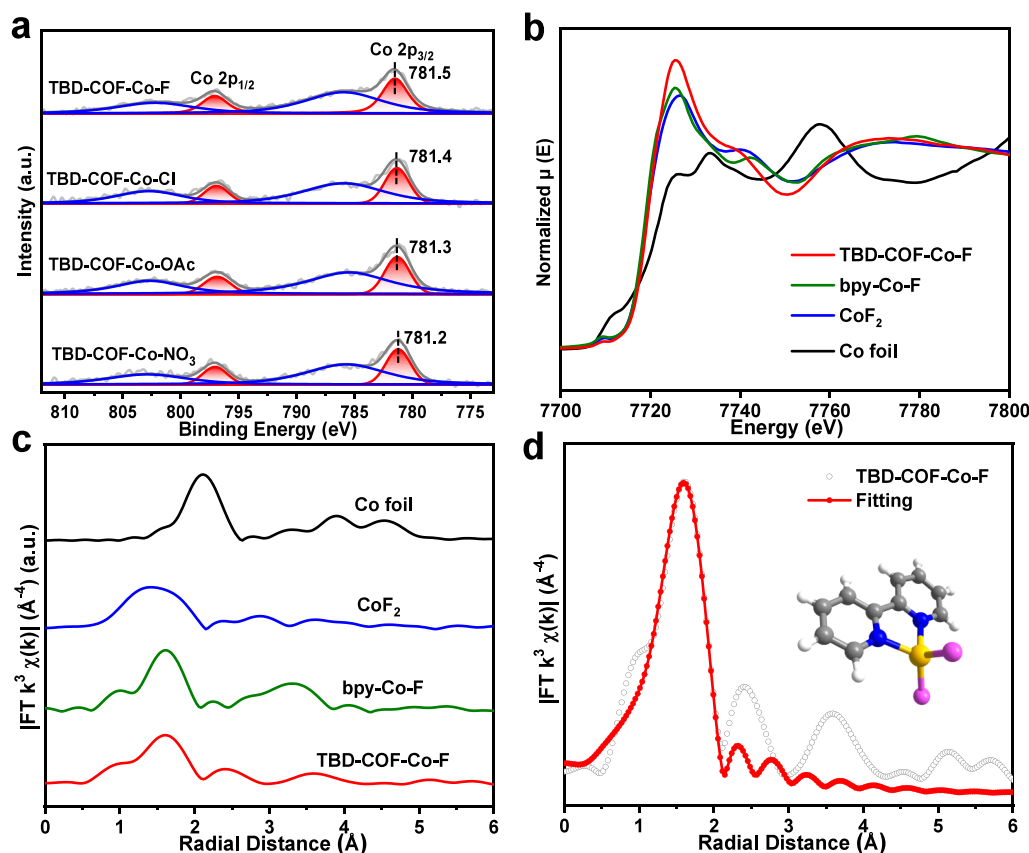 a
Co 2p3/2
Co 2p1/2
781.5
TBD-COF-Co-F
781.4
TBD-COF-Co-Cl
781.3
TBD-COF-Co-OAc
781.2
TBD-COF-Co-NO3
Intensity (a.u.)
810 805 800 795 790 785 780 775
Binding Energy (eV)
b
Normalized μ (E)
TBD-COF-Co-F
bpy-Co-F
CoF2
Co foil
7700 7720 7740 7760 7780 7800
Energy (eV)
c
|FT k³ χ(k)| (Å⁻⁴) (a.u.)
Co foil
CoF2
bpy-Co-F
TBD-COF-Co-F
0 1 2 3 4 5 6
Radial Distance (Å)
d
|FT k³ χ(k)| (Å⁻⁴)
TBD-COF-Co-F
Fitting
0 1 2 3 4 5 6
Radial Distance (Å)